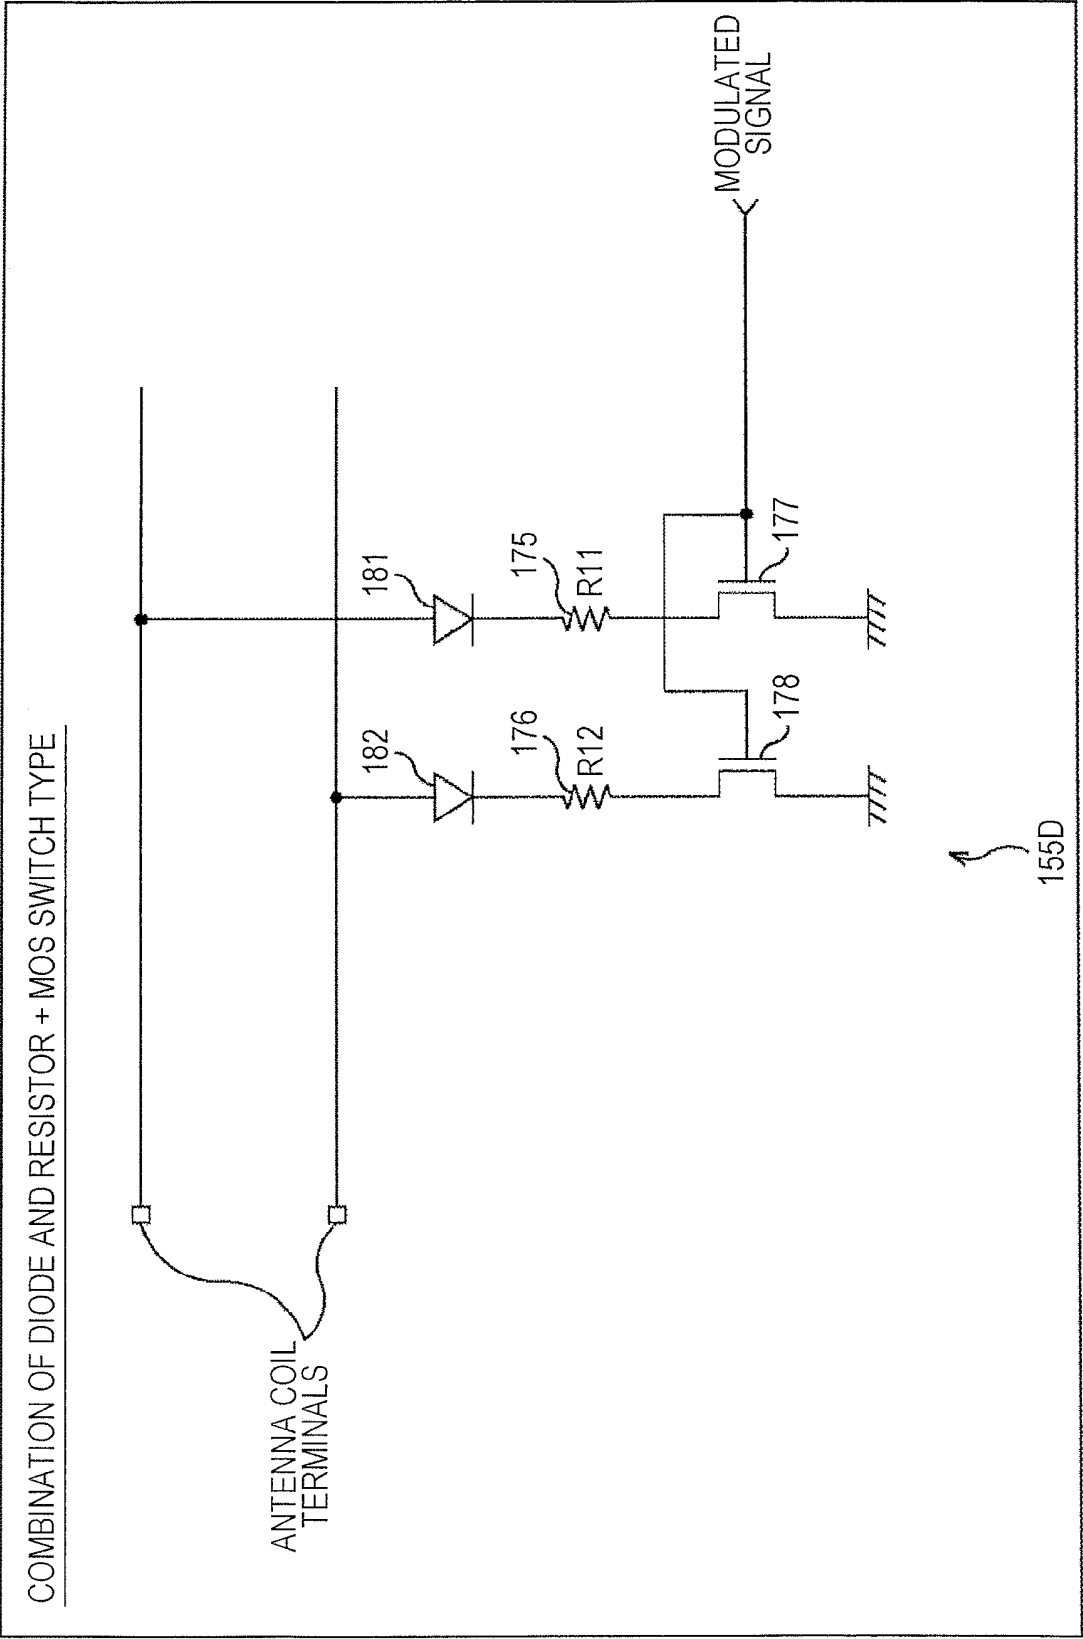 COMBINATION OF DIODE AND RESISTOR + MOS SWITCH TYPE
ANTENNA COIL
TERMINALS
182
181
176
R12
175
R11
178
177
MODULATED
SIGNAL
155D